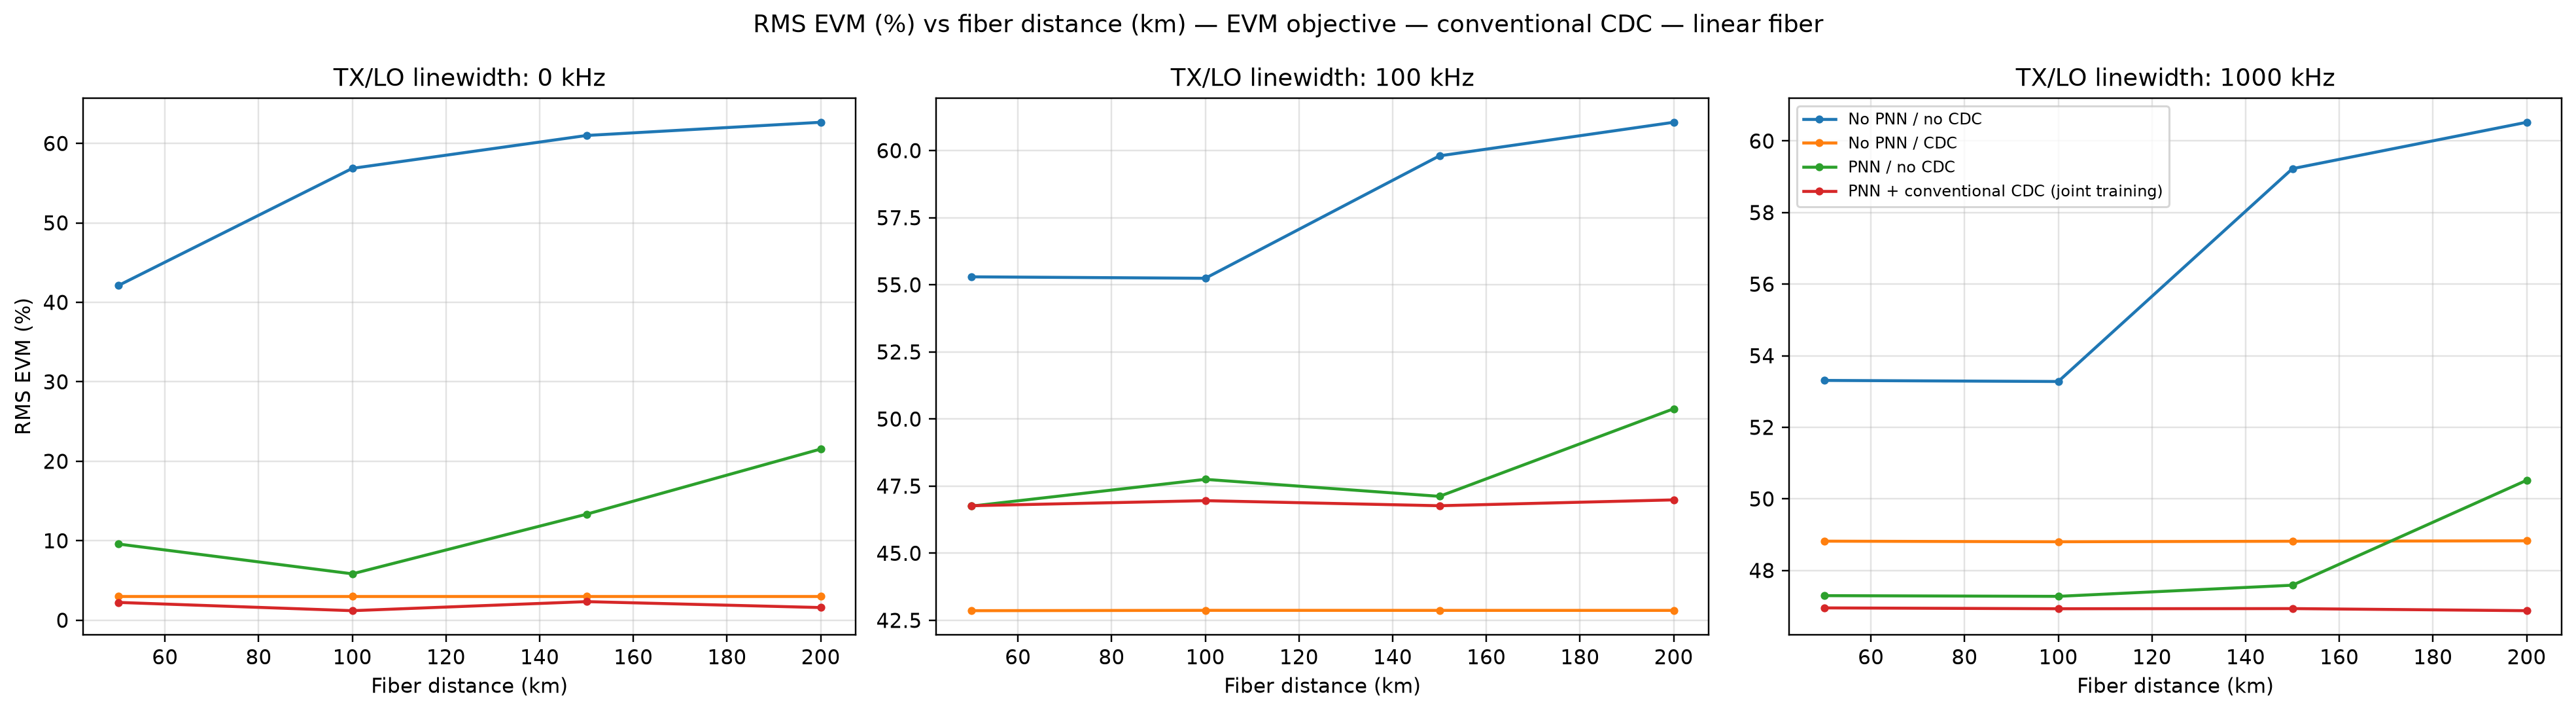 RMS EVM (%) vs fiber distance (km) — EVM objective — conventional CDC — linear fiber
TX/LO linewidth: 0 kHz
RMS EVM (%)
60
50
40
30
20
10
0
60 80 100 120 140 160 180 200
Fiber distance (km)
TX/LO linewidth: 100 kHz
60.0
57.5
55.0
52.5
50.0
47.5
45.0
42.5
60 80 100 120 140 160 180 200
Fiber distance (km)
TX/LO linewidth: 1000 kHz
No PNN / no CDC
No PNN / CDC
PNN / no CDC
PNN + conventional CDC (joint training)
60
58
56
54
52
50
48
60 80 100 120 140 160 180 200
Fiber distance (km)